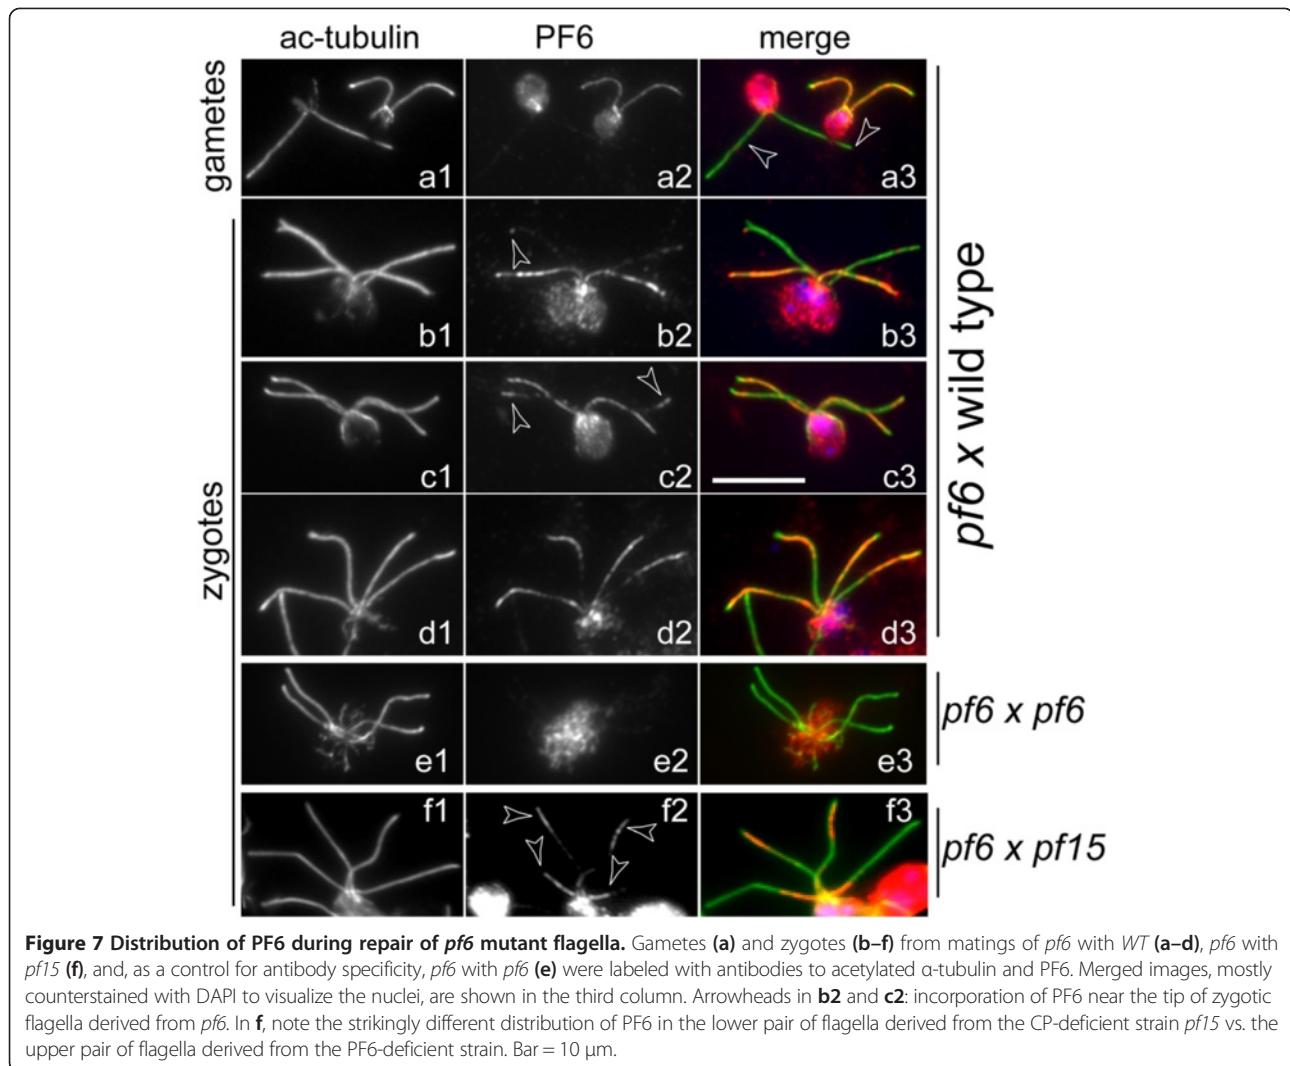 ac-tubulin PF6 merge
gametes
a1 a2 a3
b1 b2 b3
pf6 x wild type
c1 c2 c3
zygotes
d1 d2 d3
e1 e2 e3
pf6 x pf6
f1 f2 f3
pf6 x pf15
Figure 7 Distribution of PF6 during repair of pf6 mutant flagella. Gametes (a) and zygotes (b–f) from matings of pf6 with WT (a–d), pf6 with
pf15 (f), and, as a control for antibody specificity, pf6 with pf6 (e) were labeled with antibodies to acetylated α-tubulin and PF6. Merged images, mostly
counterstained with DAPI to visualize the nuclei, are shown in the third column. Arrowheads in b2 and c2: incorporation of PF6 near the tip of zygotic
flagella derived from pf6. In f, note the strikingly different distribution of PF6 in the lower pair of flagella derived from the CP-deficient strain pf15 vs. the
upper pair of flagella derived from the PF6-deficient strain. Bar = 10 μm.